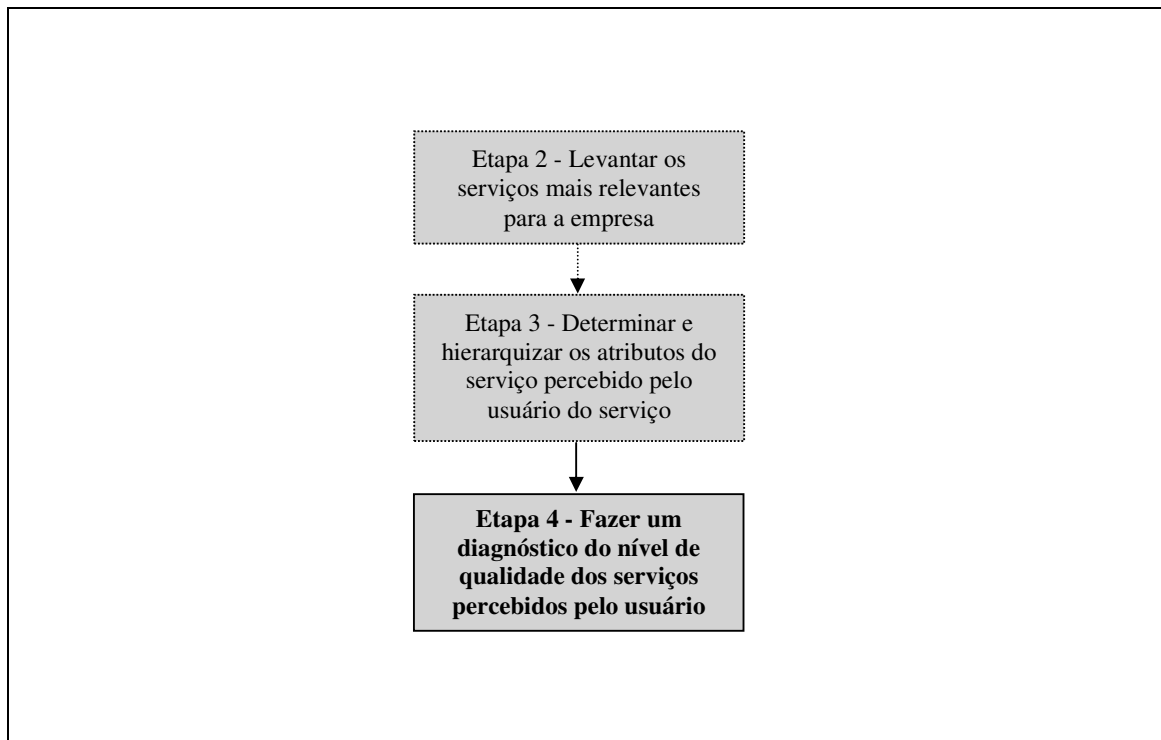 Etapa 2 - Levantar os
serviços mais relevantes
para a empresa
Etapa 3 - Determinar e
hierarquizar os atributos do
serviço percebido pelo
usuário do serviço
Etapa 4 - Fazer um
diagnóstico do nível de
qualidade dos serviços
percebidos pelo usuário